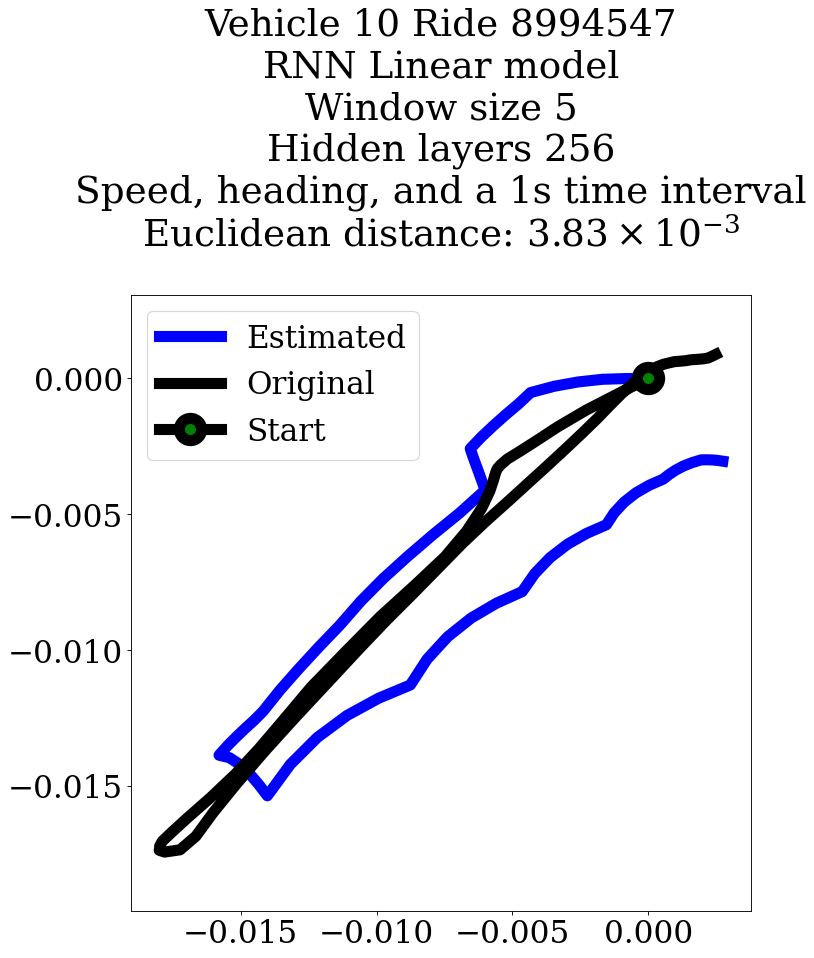 Vehicle 10 Ride 8994547
RNN Linear model
Window size 5
Hidden layers 256
Speed, heading, and a 1s time interval
Euclidean distance: 3.83 × 10⁻³
Estimated
Original
Start
0.000
−0.005
−0.010
−0.015
−0.015 −0.010 −0.005 0.000